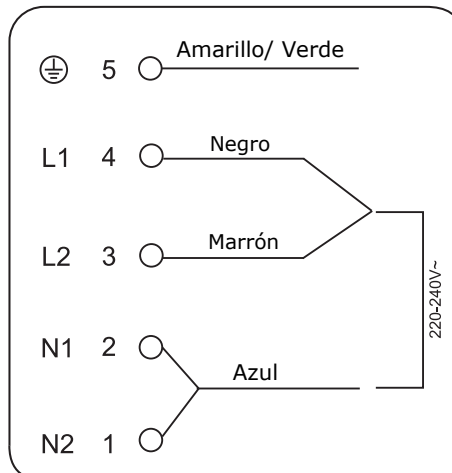 5 Amarillo/ Verde
L1 4 Negro
L2 3 Marrón
220-240V~
N1 2
Azul
N2 1